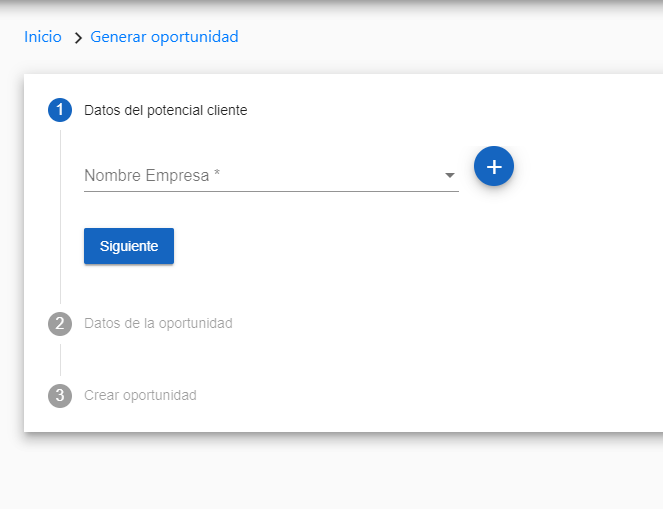 Inicio > Generar oportunidad
1 Datos del potencial cliente
Nombre Empresa *
+
Siguiente
2 Datos de la oportunidad
3 Crear oportunidad